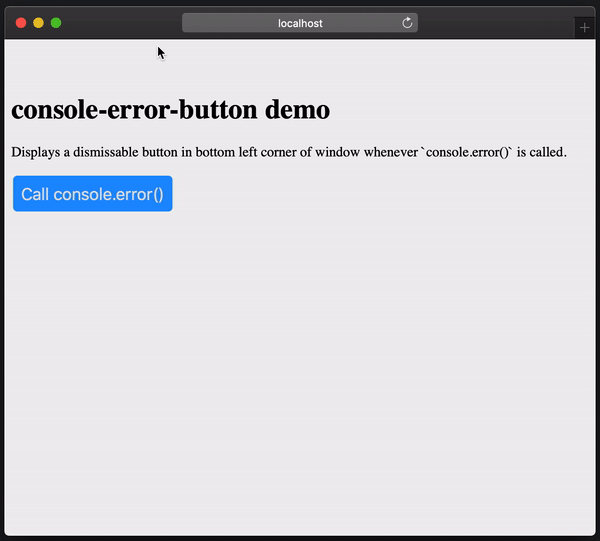 localhost
console-error-button demo
Displays a dismissable button in bottom left corner of window whenever `console.error()` is called.
Call console.error()